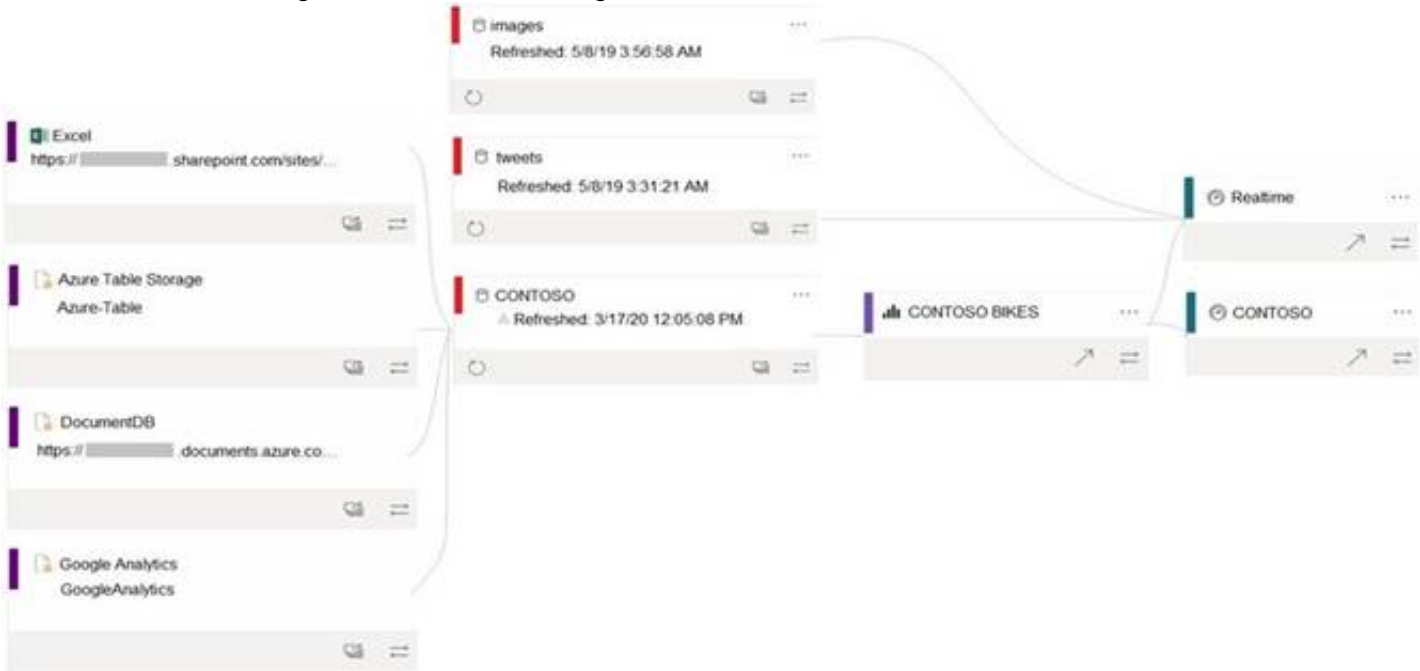 images
Refreshed: 5/8/19 3:56:58 AM
Excel
https:// .sharepoint.com/sites/...
tweets
Refreshed: 5/8/19 3:31:21 AM
Realtime
Azure Table Storage
Azure-Table
CONTOSO
Refreshed: 3/17/20 12:05:08 PM
CONTOSO BIKES
CONTOSO
DocumentDB
https:// .documents.azure.co...
Google Analytics
GoogleAnalytics